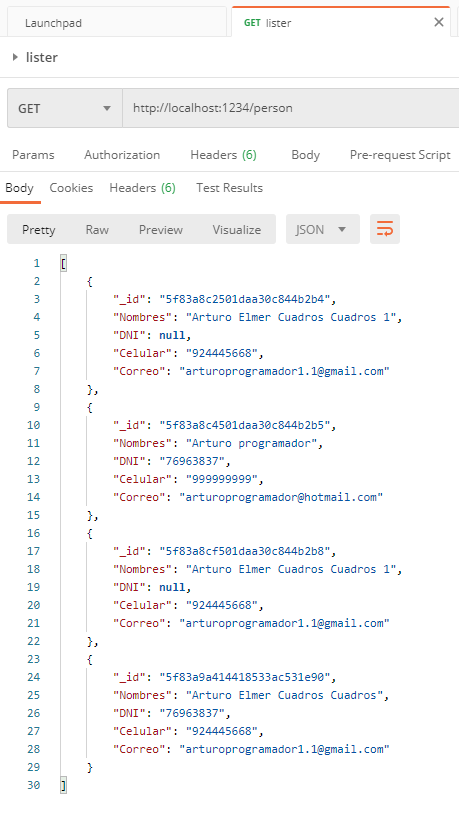 Launchpad
GET lister
lister
GET
http://localhost:1234/person
Params Authorization Headers (6) Body Pre-request Script
Body Cookies Headers (6) Test Results
Pretty Raw Preview Visualize JSON
1 [
2 {
3 "_id": "5f83a8c2501daa30c844b2b4",
4 "Nombres": "Arturo Elmer Cuadros Cuadros 1",
5 "DNI": null,
6 "Celular": "924445668",
7 "Correo": "arturoprogramador1.1@gmail.com"
8 },
9 {
10 "_id": "5f83a8c4501daa30c844b2b5",
11 "Nombres": "Arturo programador",
12 "DNI": "76963837",
13 "Celular": "999999999",
14 "Correo": "arturoprogramador@hotmail.com"
15 },
16 {
17 "_id": "5f83a8cf501daa30c844b2b8",
18 "Nombres": "Arturo Elmer Cuadros Cuadros 1",
19 "DNI": null,
20 "Celular": "924445668",
21 "Correo": "arturoprogramador1.1@gmail.com"
22 },
23 {
24 "_id": "5f83a9a414418533ac531e90",
25 "Nombres": "Arturo Elmer Cuadros Cuadros",
26 "DNI": "76963837",
27 "Celular": "924445668",
28 "Correo": "arturoprogramador1.1@gmail.com"
29 }
30 ]